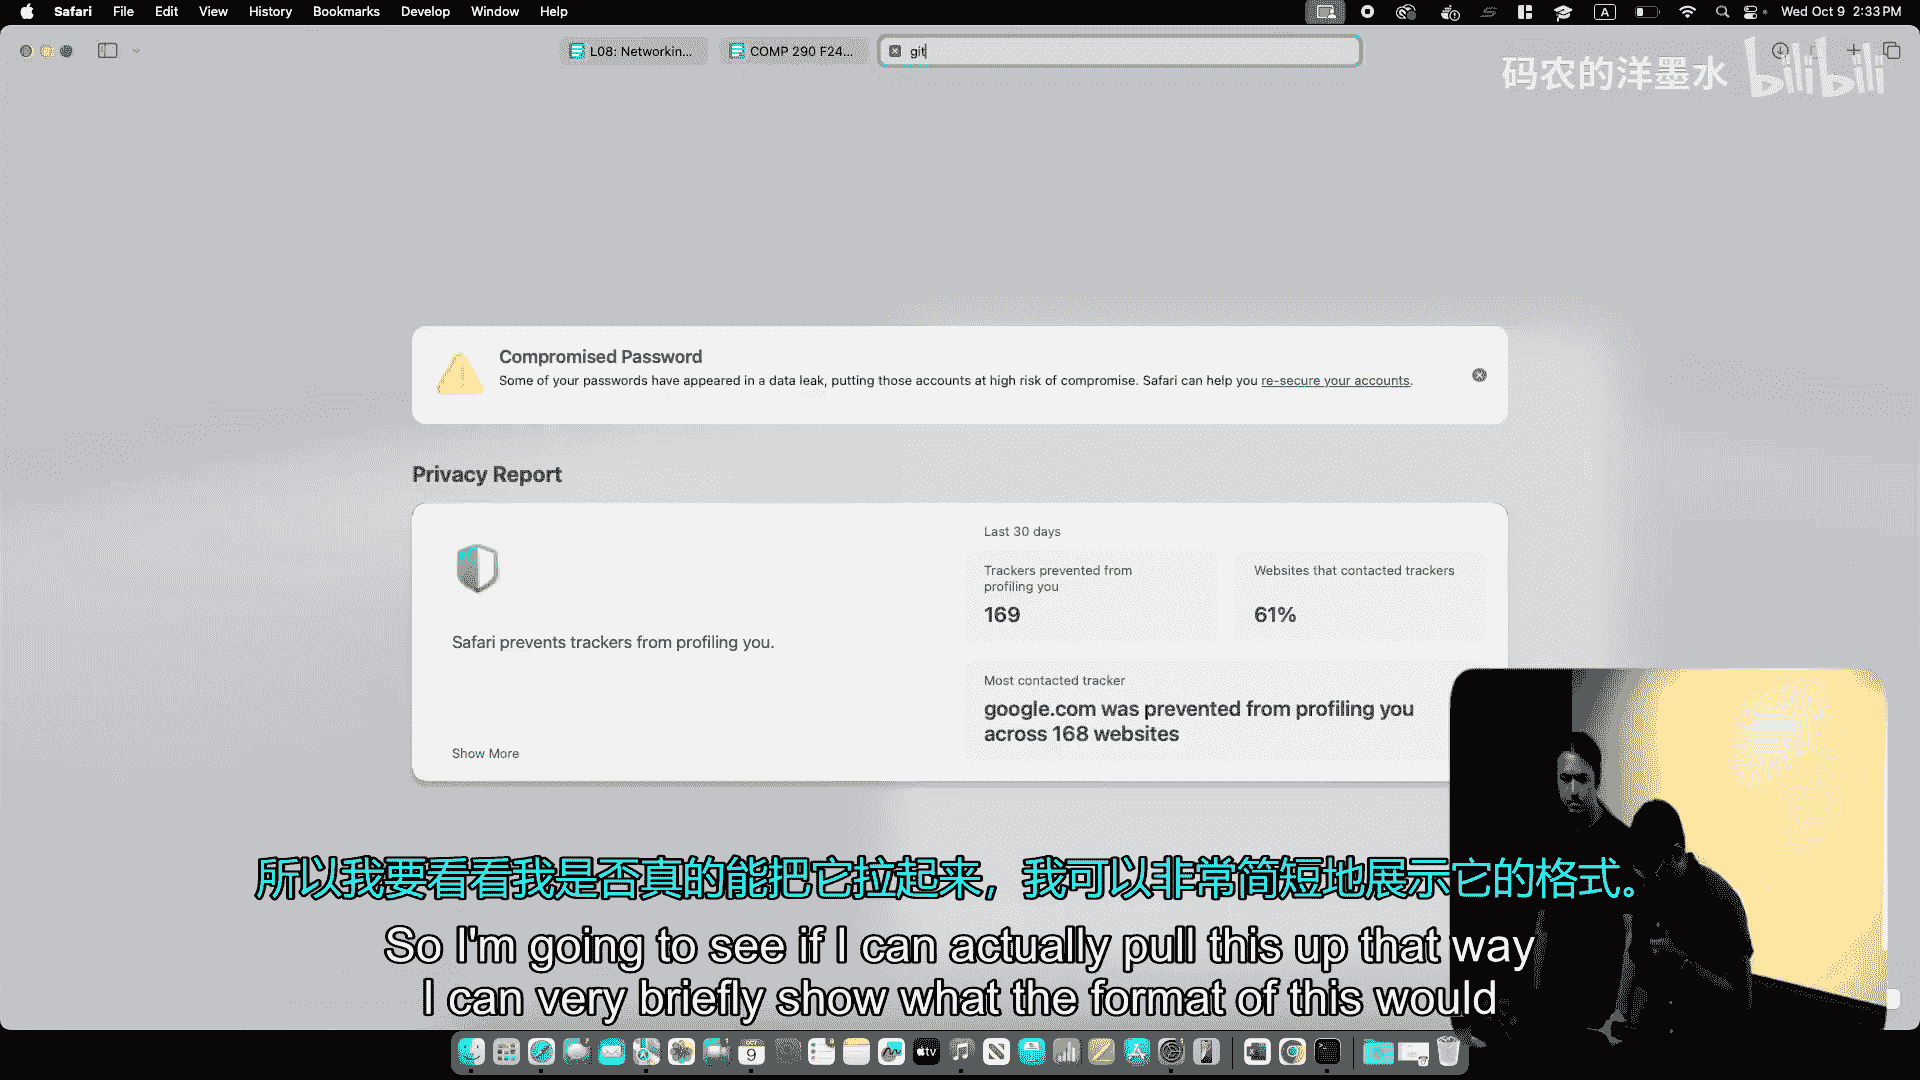 Safari File Edit View History Bookmarks Develop Window Help
A
Wed Oct 9 2:33 PM
L08: Networkin...
COMP 290 F24...
git
码农的洋墨水 bilibili
Compromised Password
Some of your passwords have appeared in a data leak, putting those accounts at high risk of compromise. Safari can help you re-secure your accounts.
Privacy Report
Last 30 days
Trackers prevented from
profiling you
169
Websites that contacted trackers
61%
Safari prevents trackers from profiling you.
Most contacted tracker
google.com was prevented from profiling you
across 168 websites
Show More
所以我要看看我是否真的能把它拉起来，我可以非常简短地展示它的格式。
So I'm going to see if I can actually pull this up that way
I can very briefly show what the format of this would
9
tv